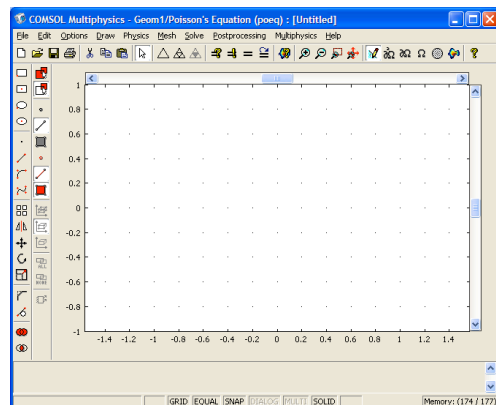 COMSOL Multiphysics - Geom1/Poisson's Equation (poeq) : [Untitled]
File Edit Options Draw Physics Mesh Solve Postprocessing Multiphysics Help
1
0.8
0.6
0.4
0.2
0
-0.2
-0.4
-0.6
-0.8
-1
-1.4 -1.2 -1 -0.8 -0.6 -0.4 -0.2 0 0.2 0.4 0.6 0.8 1 1.2 1.4
ALL
NONE
GRID EQUAL SNAP DIALOG MULTI SOLID Memory: (174 / 177)